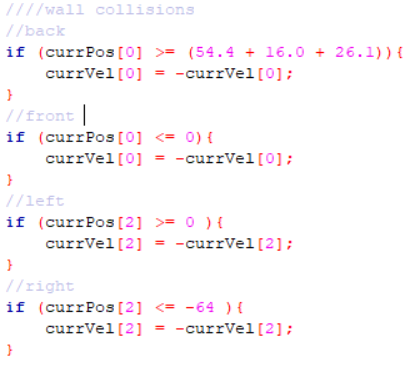 ////wall collisions
//back
if (currPos[0] >= (54.4 + 16.0 + 26.1)){
    currVel[0] = -currVel[0];
}
//front
if (currPos[0] <= 0){
    currVel[0] = -currVel[0];
}
//left
if (currPos[2] >= 0 ){
    currVel[2] = -currVel[2];
}
//right
if (currPos[2] <= -64 ){
    currVel[2] = -currVel[2];
}